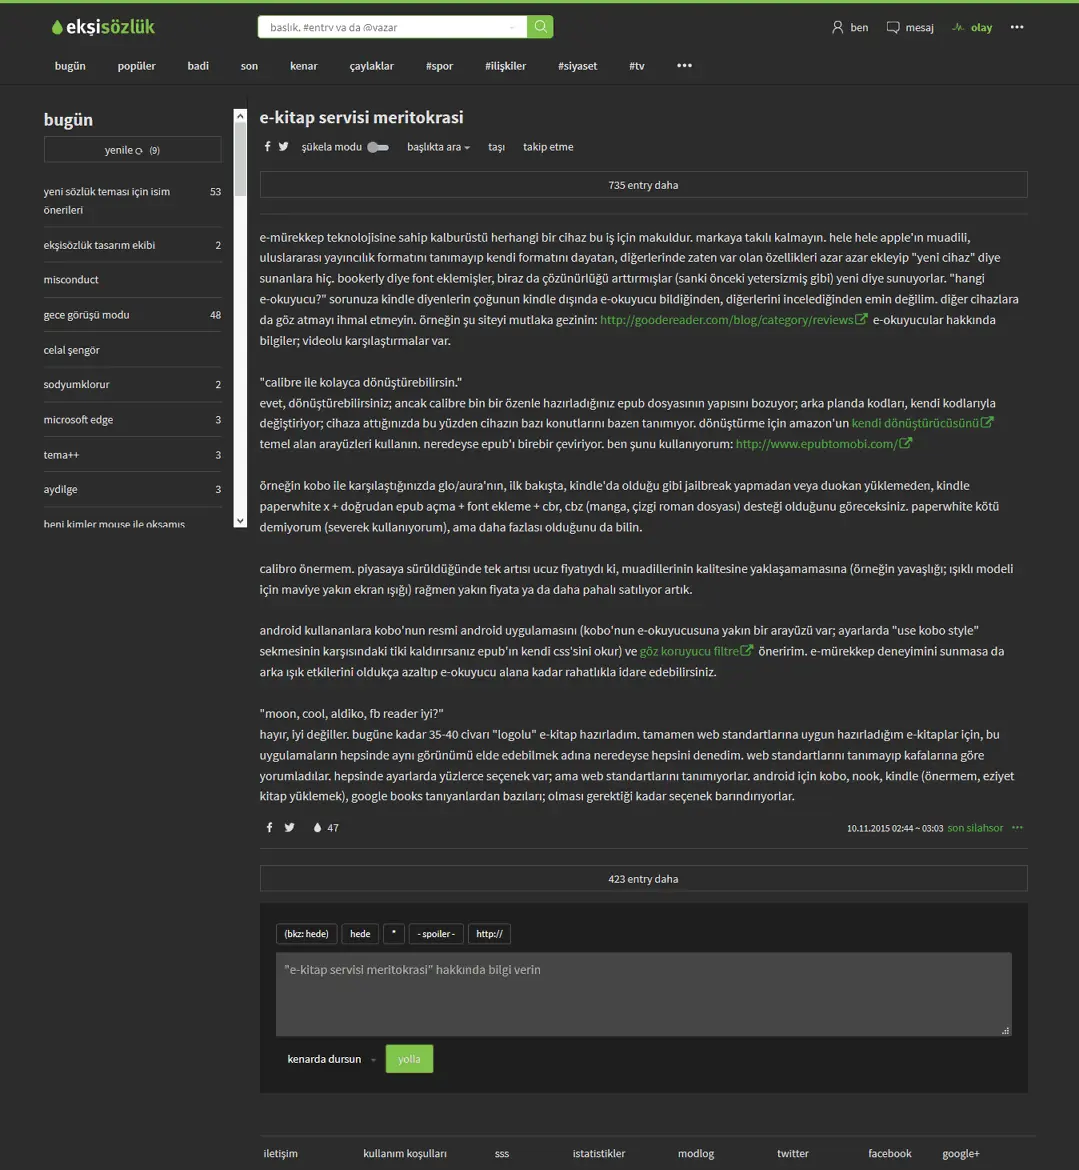 ekşisözlük
baslık, #entry ya da @yazar
ben mesaj olay •••
bugün popüler badi son kenar çaylaklar #spor #ilişkiler #siyaset #tv •••
bugün
yenile (9)
yeni sözlük teması için isim önerileri 53
ekşisözlük tasarım ekibi 2
misconduct
gece görüşü modu 48
celal şengör
sodyumklorur 2
microsoft edge 3
tema++ 3
aydilge 3
beni kimler mouse ile okşamış
e-kitap servisi meritokrasi
şükela modu başlıkta ara taşı takip etme
735 entry daha
e-mürekkep teknolojisine sahip kalburüstü herhangi bir cihaz bu iş için makuldur. markaya takılı kalmayın. hele hele apple'ın muadili,
uluslararası yayıncılık formatını tanımayıp kendi formatını dayatan, diğerlerinde zaten var olan özellikleri azar azar ekleyip "yeni cihaz" diye
sunanlara hiç. bookerly diye font eklemişler, biraz da çözünürlüğü arttırmışlar (sanki önceki yetersizmiş gibi) yeni diye sunuyorlar. "hangi
e-okuyucu?" sorunuza kindle diyenlerin çoğunun kindle dışında e-okuyucu bildiğinden, diğerlerini incelediğinden emin değilim. diğer cihazlara
da göz atmayı ihmal etmeyin. örneğin şu siteyi mutlaka gezinin: http://goodereader.com/blog/category/reviews e-okuyucular hakkında
bilgiler; videolu karşılaştırmalar var.
"calibre ile kolayca dönüştürebilirsin."
evet, dönüştürebilirsiniz; ancak calibre bin bir özenle hazırladığınız epub dosyasının yapısını bozuyor; arka planda kodları, kendi kodlarıyla
değiştiriyor; cihaza attığınızda bu yüzden cihazın bazı konutlarını bazen tanımıyor. dönüştürme için amazon'un kendi dönüştürücüsünü
temel alan arayüzleri kullanın. neredeyse epub'ı birebir çeviriyor. ben şunu kullanıyorum: http://www.epubtomobi.com/
örneğin kobo ile karşılaştığınızda glo/aura'nın, ilk bakışta, kindle'da olduğu gibi jailbreak yapmadan veya duokan yüklemeden, kindle
paperwhite x + doğrudan epub açma + font ekleme + cbr, cbz (manga, çizgi roman dosyası) desteği olduğunu göreceksiniz. paperwhite kötü
demiyorum (severek kullanıyorum), ama daha fazlası olduğunu da bilin.
calibro önermem. piyasaya sürüldüğünde tek artısı ucuz fiyatıydı ki, muadillerinin kalitesine yaklaşamamasına (örneğin yavaşlığı; ışıklı modeli
için maviye yakın ekran ışığı) rağmen yakın fiyata ya da daha pahalı satılıyor artık.
android kullananlara kobo'nun resmi android uygulamasını (kobo'nun e-okuyucusuna yakın bir arayüzü var; ayarlarda "use kobo style"
sekmesinin karşısındaki tiki kaldırırsanız epub'ın kendi css'sini okur) ve göz koruyucu filtre öneririm. e-mürekkep deneyimini sunmasa da
arka ışık etkilerini oldukça azaltıp e-okuyucu alana kadar rahatlıkla idare edebilirsiniz.
"moon, cool, aldiko, fb reader iyi?"
hayır, iyi değiller. bugüne kadar 35-40 civarı "logolu" e-kitap hazırladım. tamamen web standartlarına uygun hazırladığım e-kitaplar için, bu
uygulamaların hepsinde aynı görünümü elde edebilmek adına neredeyse hepsini denedim. web standartlarını tanımayıp kafalarına göre
yorumladılar. hepsinde ayarlarda yüzlerce seçenek var; ama web standartlarını tanımıyorlar. android için kobo, nook, kindle (önermem, eziyet
kitap yüklemek), google books tanıyanlardan bazıları; olması gerektiği kadar seçenek barındırıyorlar.
47 10.11.2015 02:44 ~ 03:03 son silahsor •••
423 entry daha
(bkz: hede) hede * - spoiler - http://
"e-kitap servisi meritokrasi" hakkında bilgi verin
kenarda dursun yolla
iletişim kullanım koşulları sss istatistikler modlog twitter facebook google+